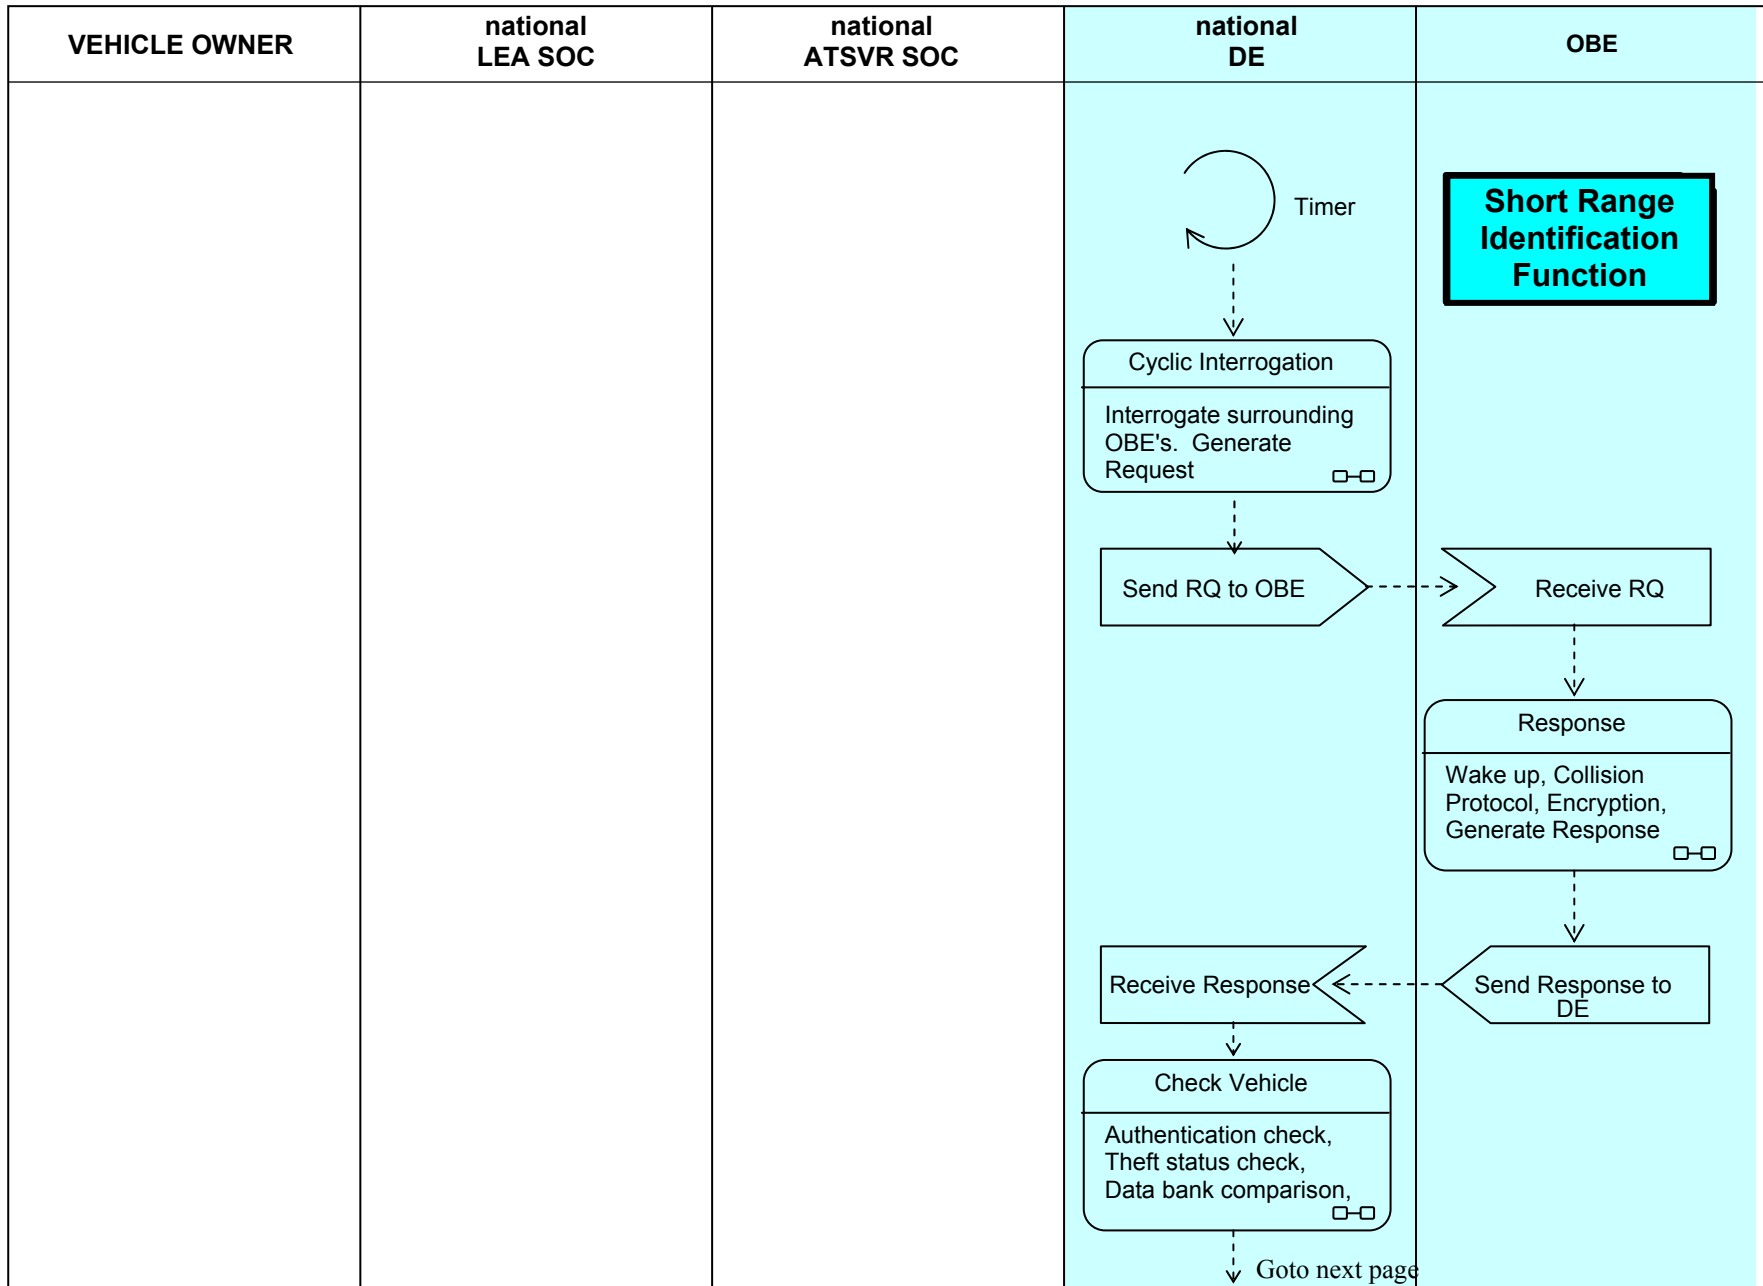 VEHICLE OWNER
national
LEA SOC
national
ATSVR SOC
national
DE
OBE
Timer
Short Range
Identification
Function
Cyclic Interrogation
Interrogate surrounding
OBE's.  Generate
Request
Send RQ to OBE
Receive RQ
Response
Wake up, Collision
Protocol, Encryption,
Generate Response
Receive Response
Send Response to
DE
Check Vehicle
Authentication check,
Theft status check,
Data bank comparison,
Goto next page